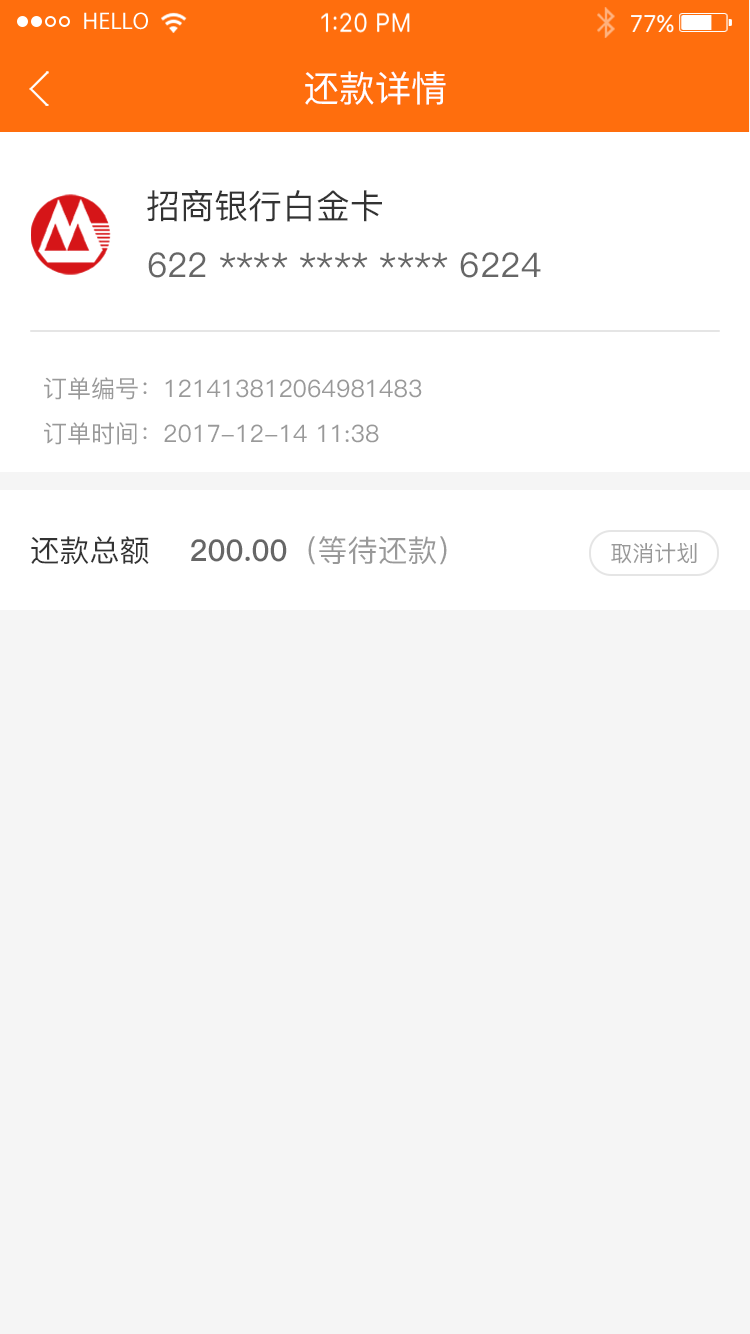 HELLO 1:20 PM 77%
还款详情
招商银行白金卡
622 **** **** **** 6224
订单编号：121413812064981483
订单时间：2017-12-14 11:38
还款总额 200.00（等待还款） 取消计划